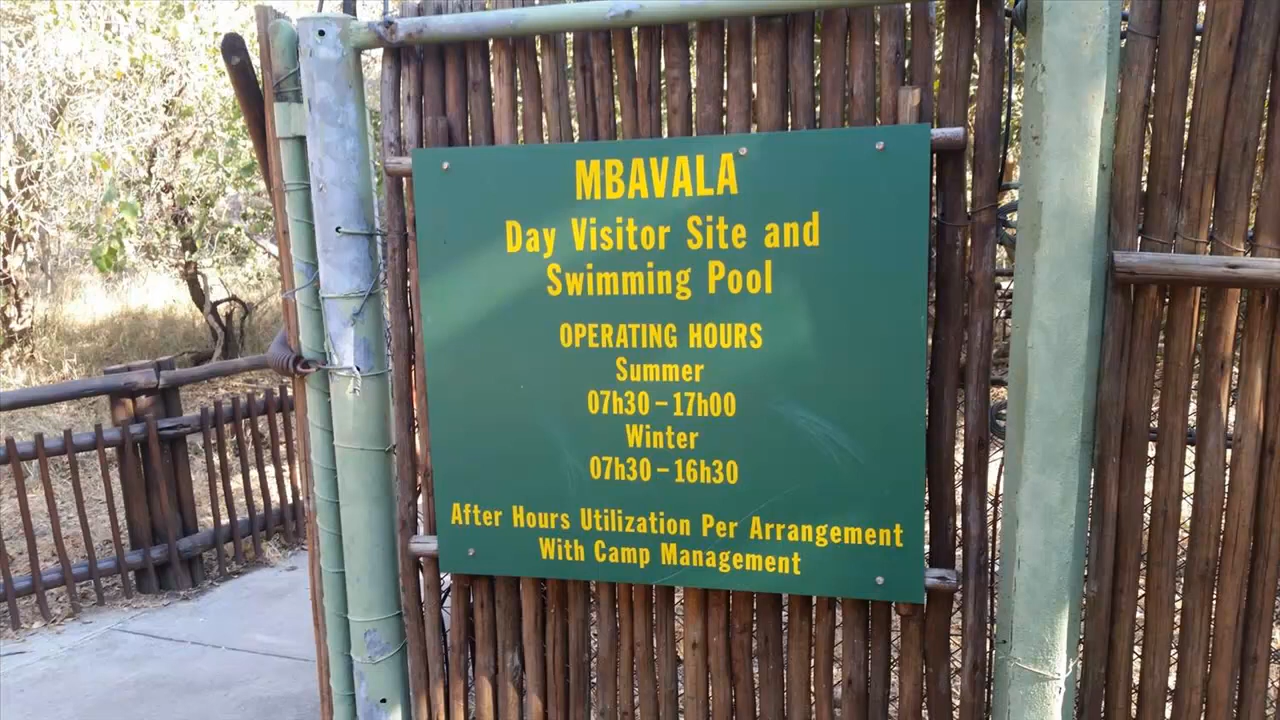 MBAVALA
Day Visitor Site and
Swimming Pool
OPERATING HOURS
Summer
07h30 – 17h00
Winter
07h30 – 16h30
After Hours Utilization Per Arrangement
With Camp Management